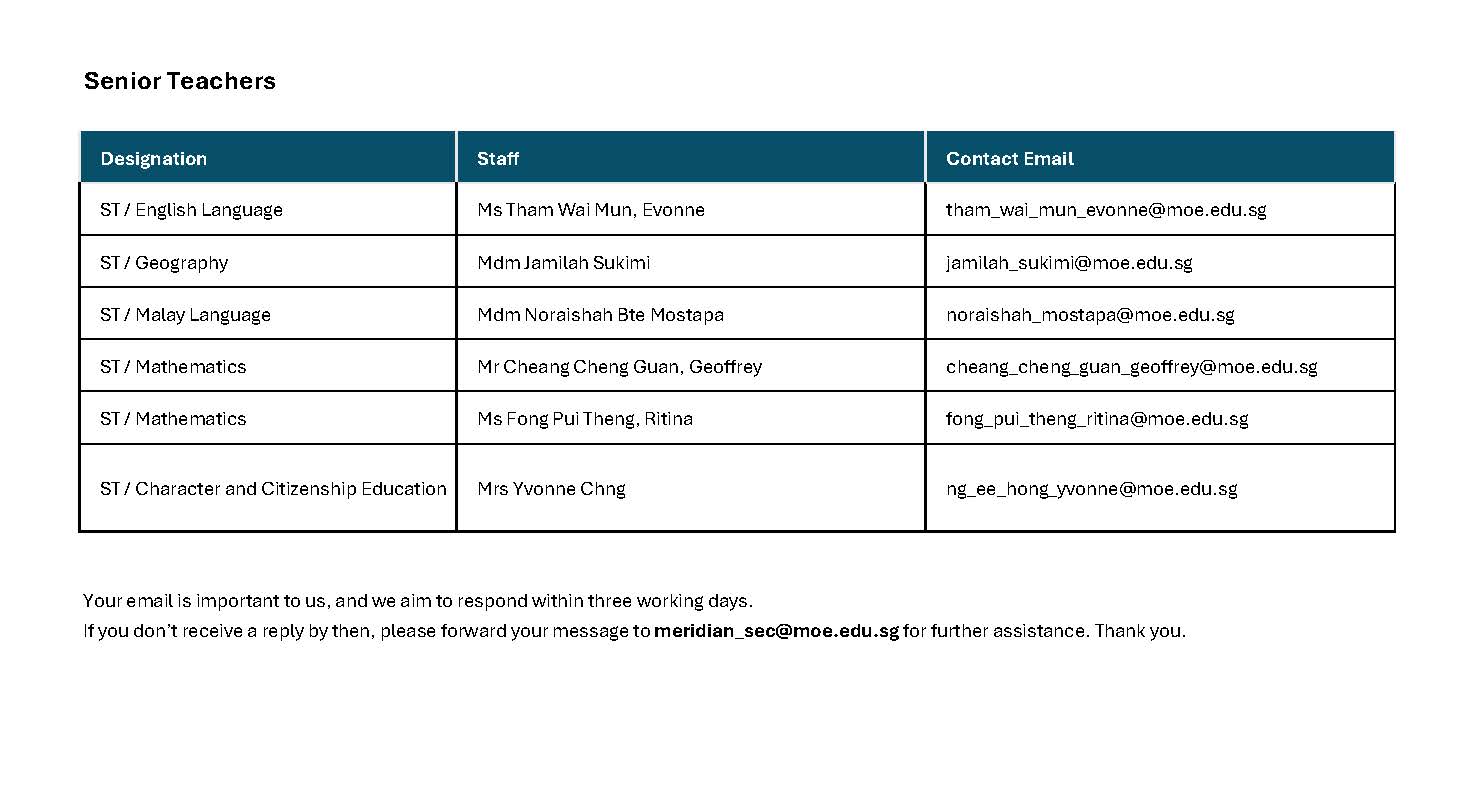 Senior Teachers
Designation Staff Contact Email
ST / English Language Ms Tham Wai Mun, Evonne tham_wai_mun_evonne@moe.edu.sg
ST / Geography Mdm Jamilah Sukimi jamilah_sukimi@moe.edu.sg
ST / Malay Language Mdm Noraishah Bte Mostapa noraishah_mostapa@moe.edu.sg
ST / Mathematics Mr Cheang Cheng Guan, Geoffrey cheang_cheng_guan_geoffrey@moe.edu.sg
ST / Mathematics Ms Fong Pui Theng, Ritina fong_pui_theng_ritina@moe.edu.sg
ST / Character and Citizenship Education Mrs Yvonne Chng ng_ee_hong_yvonne@moe.edu.sg
Your email is important to us, and we aim to respond within three working days.
If you don’t receive a reply by then, please forward your message to meridian_sec@moe.edu.sg for further assistance. Thank you.